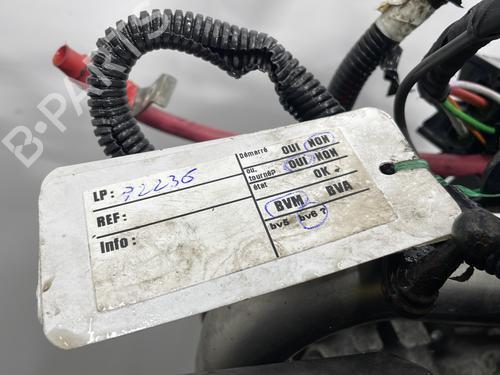 B-PARTS
LP: 72236
REF:
Info:
Démarré OUI NON
ou tourné? OUI NON
état OK -
BVM BVA
bv5 bv6 ?